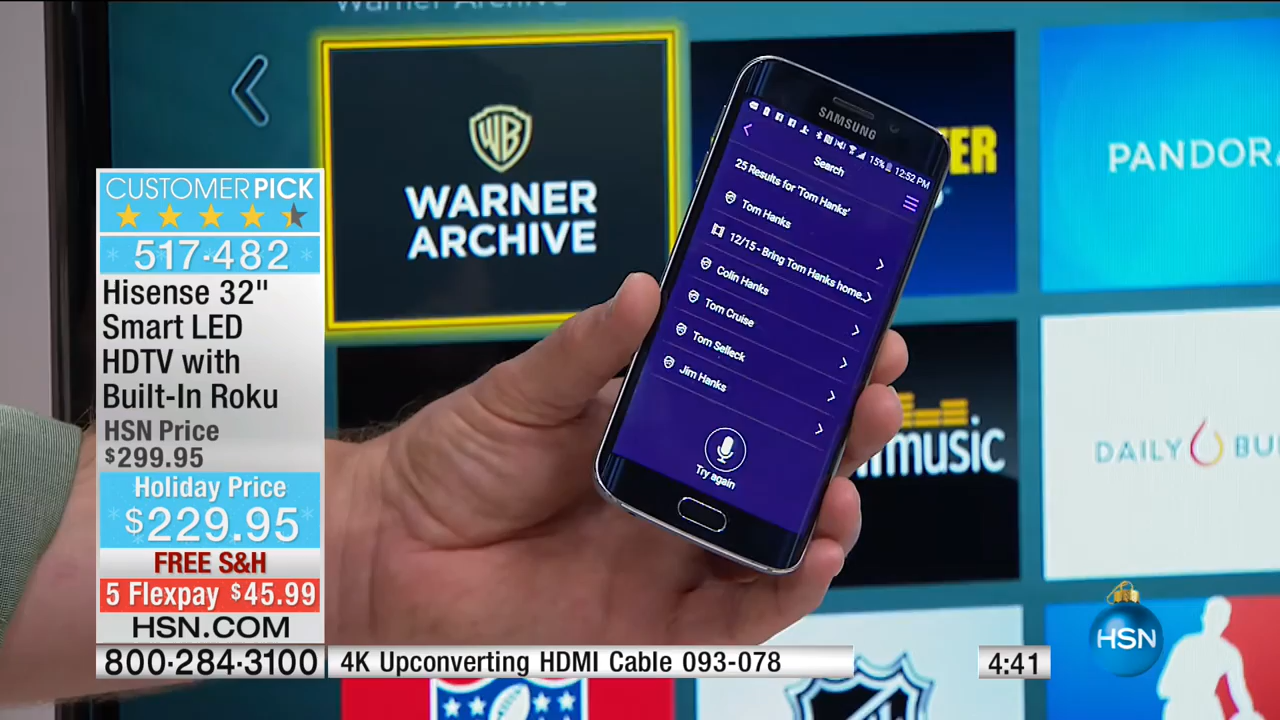 Warner Archive
WB
WARNER
ARCHIVE
PANDORA
SAMSUNG
15% 12:52 PM
Search
25 Results for 'Tom Hanks'
Tom Hanks
12/15 - Bring Tom Hanks home..
Colin Hanks
Tom Cruise
Tom Selleck
Jim Hanks
Try again
music
DAILY BU
CUSTOMER PICK
517-482
Hisense 32"
Smart LED
HDTV with
Built-In Roku
HSN Price
$299.95
Holiday Price
$229.95
FREE S&H
5 Flexpay $45.99
HSN.COM
800-284-3100
4K Upconverting HDMI Cable 093-078
4:41
HSN
NFL
NHL